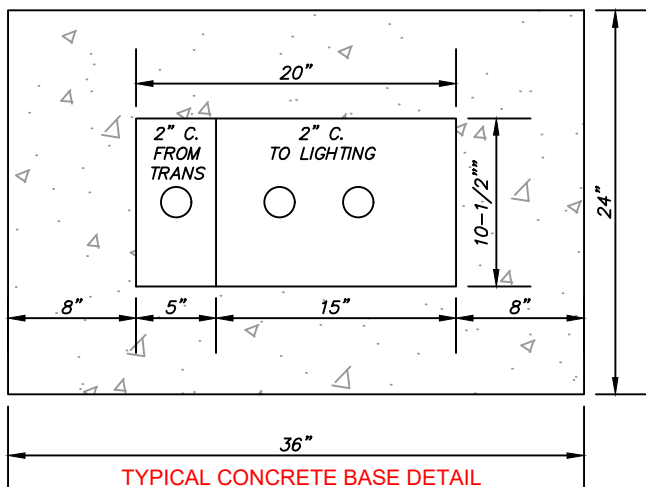 20"
2" C.
FROM
TRANS
2" C.
TO LIGHTING
10-1/2""
24"
8"
5"
15"
8"
36"
TYPICAL CONCRETE BASE DETAIL